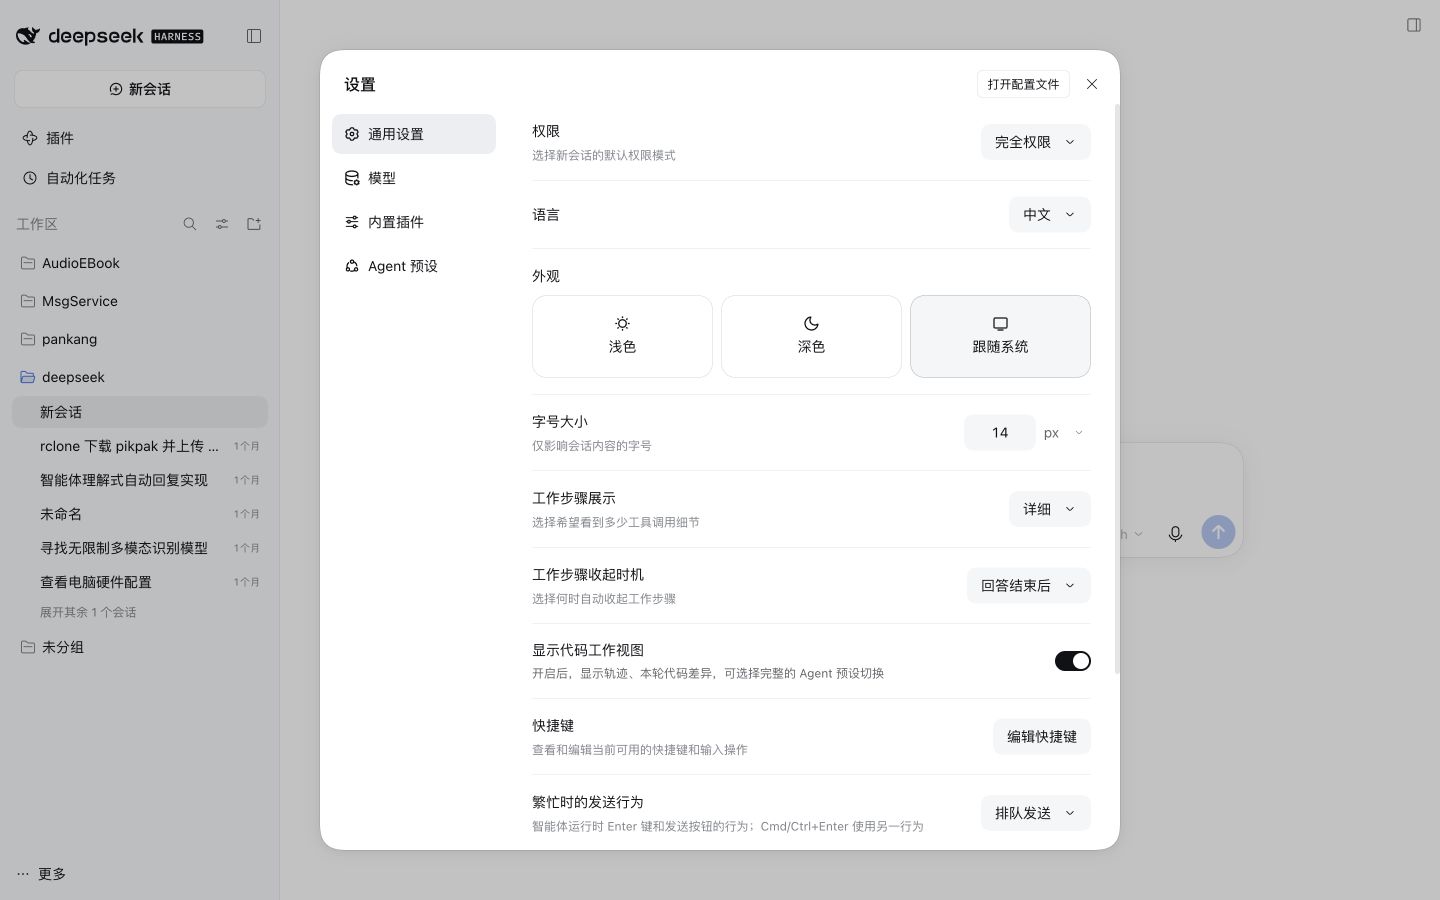 deepseek HARNESS
新会话
插件
自动化任务
工作区
AudioEBook
MsgService
pankang
deepseek
新会话
rclone 下载 pikpak 并上传 ... 1个月
智能体理解式自动回复实现 1个月
未命名 1个月
寻找无限制多模态识别模型 1个月
查看电脑硬件配置 1个月
展开其余 1 个会话
未分组
··· 更多
设置
打开配置文件
通用设置
模型
内置插件
Agent 预设
权限
选择新会话的默认权限模式
完全权限
语言
中文
外观
浅色
深色
跟随系统
字号大小
仅影响会话内容的字号
14 px
工作步骤展示
选择希望看到多少工具调用细节
详细
工作步骤收起时机
选择何时自动收起工作步骤
回答结束后
显示代码工作视图
开启后，显示轨迹、本轮代码差异，可选择完整的 Agent 预设切换
快捷键
查看和编辑当前可用的快捷键和输入操作
编辑快捷键
繁忙时的发送行为
智能体运行时 Enter 键和发送按钮的行为；Cmd/Ctrl+Enter 使用另一行为
排队发送
h